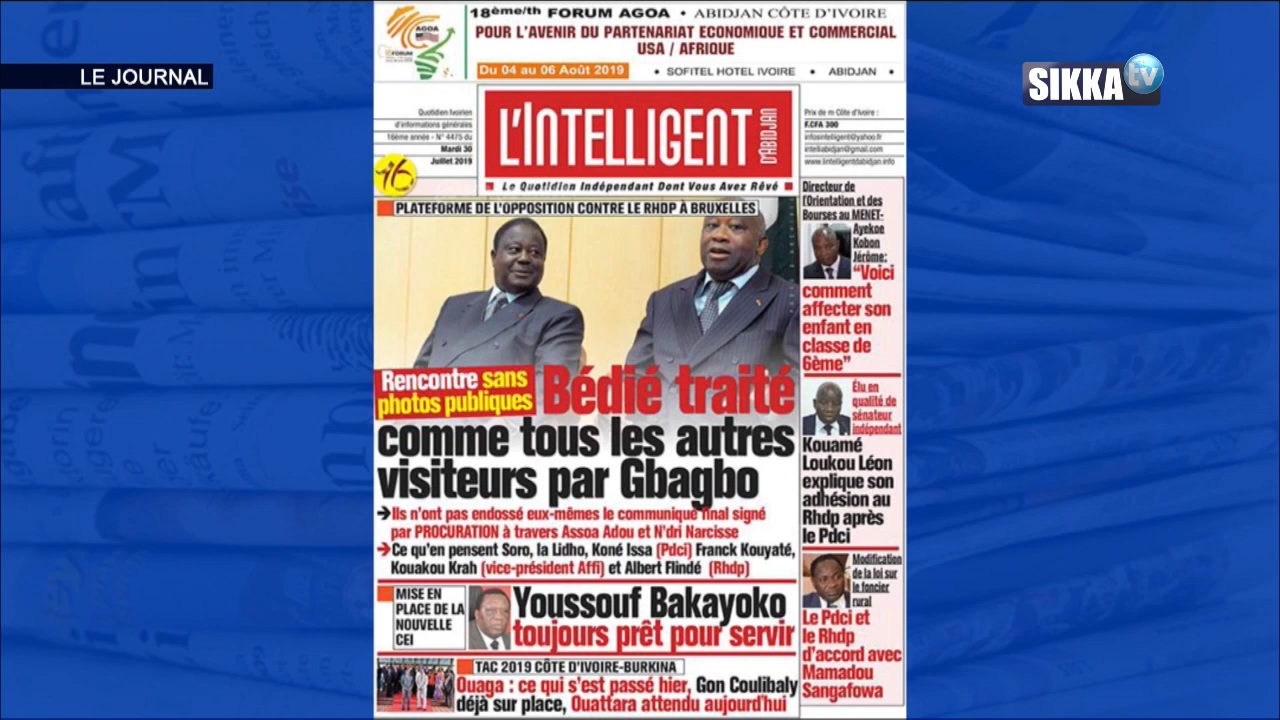 LE JOURNAL
SIKKA tv
AGOA
FORUM
18ème/th FORUM AGOA • ABIDJAN CÔTE D'IVOIRE
POUR L'AVENIR DU PARTENARIAT ECONOMIQUE ET COMMERCIAL
USA / AFRIQUE
Du 04 au 06 Août 2019 • SOFITEL HOTEL IVOIRE • ABIDJAN •
Quotidien Ivoirien
d'informations générales
16ème année - N° 4475 du
Mardi 30
Juillet 2019
L'INTELLIGENT
D'ABIDJAN
Le Quotidien Indépendant Dont Vous Avez Rêvé
Prix de m Côte d'Ivoire :
F.CFA 300
infosintelligent@yahoo.fr
intelliabidjan@gmail.com
www.lintelligentdabidjan.info
PLATEFORME DE L'OPPOSITION CONTRE LE RHDP À BRUXELLES
Rencontre sans
photos publiques
Bédié traité
comme tous les autres
visiteurs par Gbagbo
➔Ils n'ont pas endossé eux-mêmes le communiqué final signé
par PROCURATION à travers Assoa Adou et N'dri Narcisse
➔Ce qu'en pensent Soro, la Lidho, Koné Issa (Pdci) Franck Kouyaté,
Kouakou Krah (vice-président Affi) et Albert Flindé (Rhdp)
MISE EN
PLACE DE LA
NOUVELLE
CEI
Youssouf Bakayoko
toujours prêt pour servir
TAC 2019 CÔTE D'IVOIRE-BURKINA
Ouaga : ce qui s'est passé hier, Gon Coulibaly
déjà sur place, Ouattara attendu aujourd'hui
Directeur de
l'Orientation et des
Bourses au MENET-
Ayekoe
Kobon
Jérôme:
“Voici
comment
affecter son
enfant en
classe de
6ème”
Élu en
qualité de
sénateur
indépendant
Kouamé
Loukou Léon
explique son
adhésion au
Rhdp après
le Pdci
Modification
de la loi sur
le foncier
rural
Le Pdci et
le Rhdp
d'accord avec
Mamadou
Sangafowa